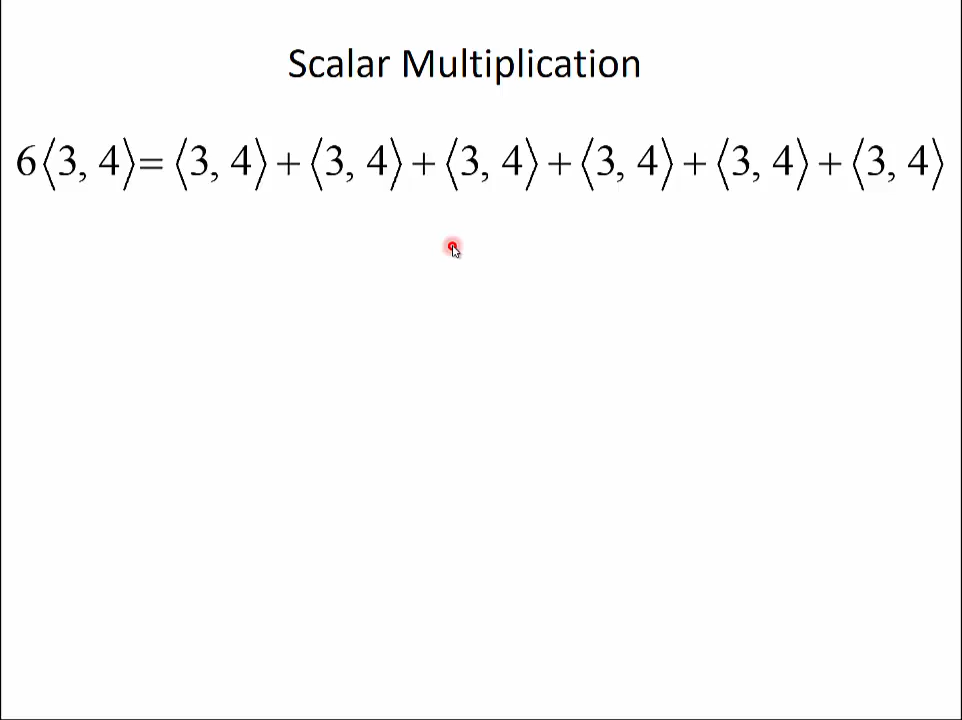 Scalar Multiplication
6⟨3, 4⟩= ⟨3, 4⟩ + ⟨3, 4⟩ + ⟨3, 4⟩ + ⟨3, 4⟩ + ⟨3, 4⟩ + ⟨3, 4⟩